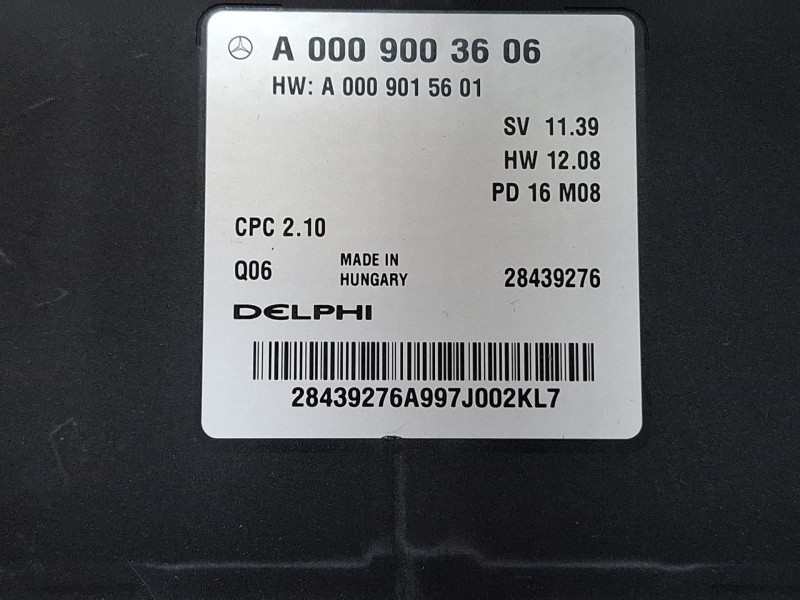 A 000 900 36 06
HW: A 000 901 56 01
SV 11.39
HW 12.08
PD 16 M08
CPC 2.10
Q06
MADE IN
HUNGARY
28439276
DELPHI
28439276A997J002KL7